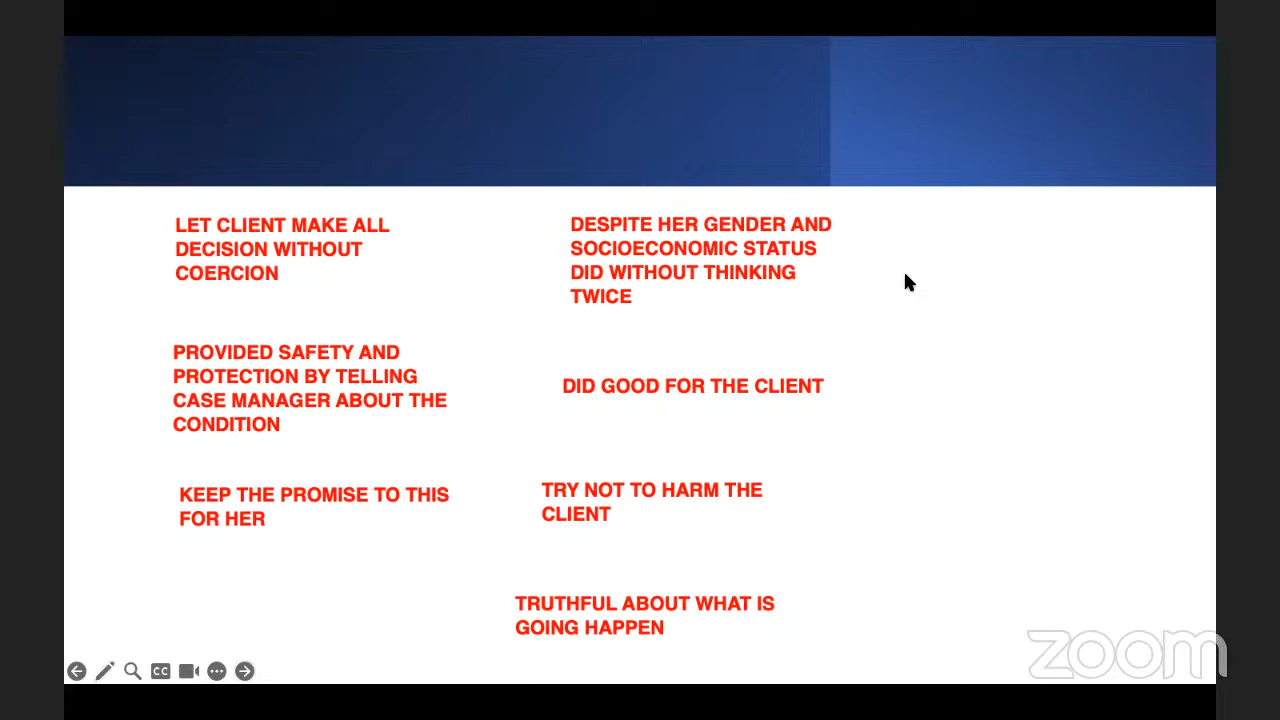 LET CLIENT MAKE ALL
DECISION WITHOUT
COERCION
DESPITE HER GENDER AND
SOCIOECONOMIC STATUS
DID WITHOUT THINKING
TWICE
PROVIDED SAFETY AND
PROTECTION BY TELLING
CASE MANAGER ABOUT THE
CONDITION
DID GOOD FOR THE CLIENT
KEEP THE PROMISE TO THIS
FOR HER
TRY NOT TO HARM THE
CLIENT
TRUTHFUL ABOUT WHAT IS
GOING HAPPEN
CC
zoom